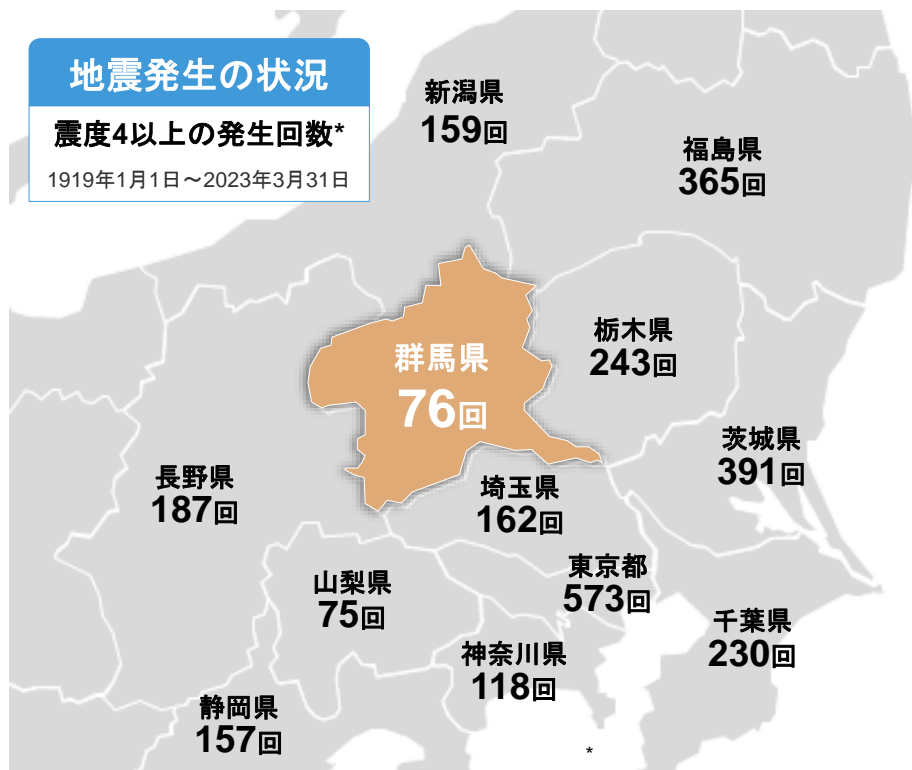 地震発生の状況
震度4以上の発生回数*
1919年1月1日～2023年3月31日
新潟県
159回
福島県
365回
栃木県
243回
群馬県
76回
茨城県
391回
長野県
187回
埼玉県
162回
東京都
573回
山梨県
75回
千葉県
230回
神奈川県
118回
静岡県
157回
*